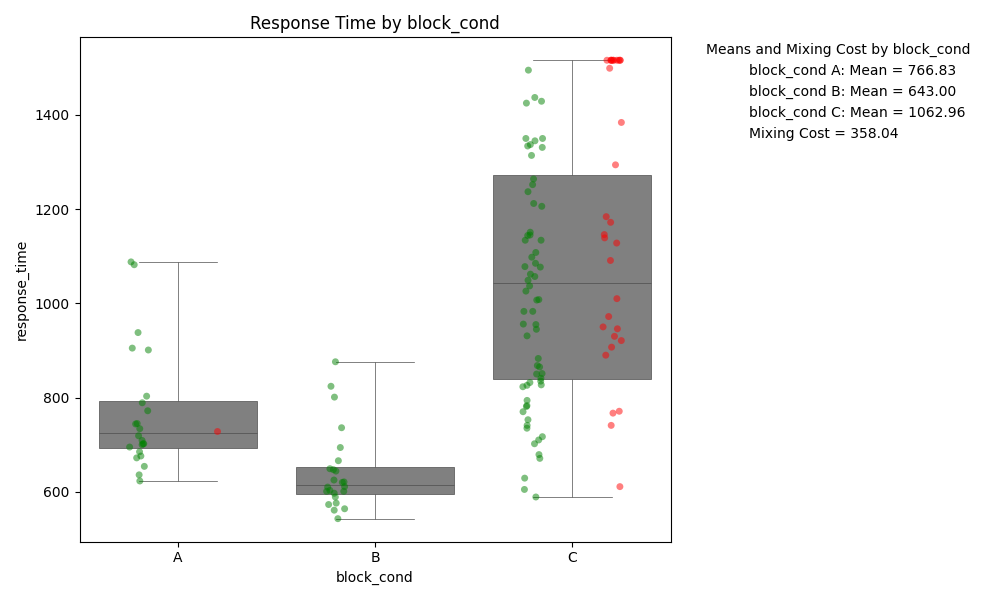 Response Time by block_cond
Means and Mixing Cost by block_cond
block_cond A: Mean = 766.83
block_cond B: Mean = 643.00
block_cond C: Mean = 1062.96
Mixing Cost = 358.04
response_time
1400
1200
1000
800
600
A
B
C
block_cond